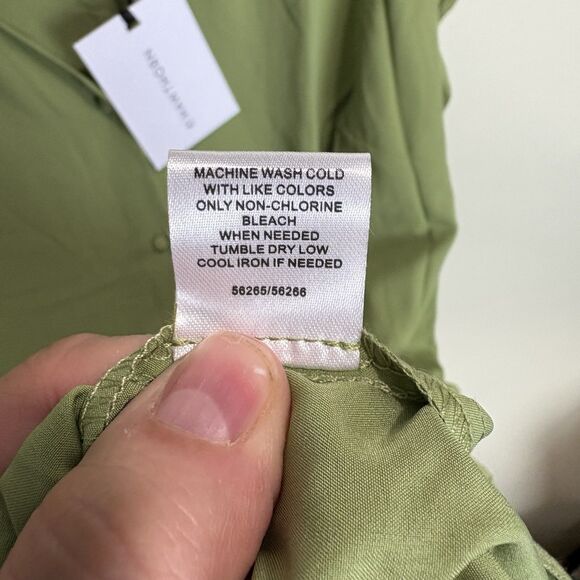 CHANTHORN
MACHINE WASH COLD
WITH LIKE COLORS
ONLY NON-CHLORINE
BLEACH
WHEN NEEDED
TUMBLE DRY LOW
COOL IRON IF NEEDED
56265/56266